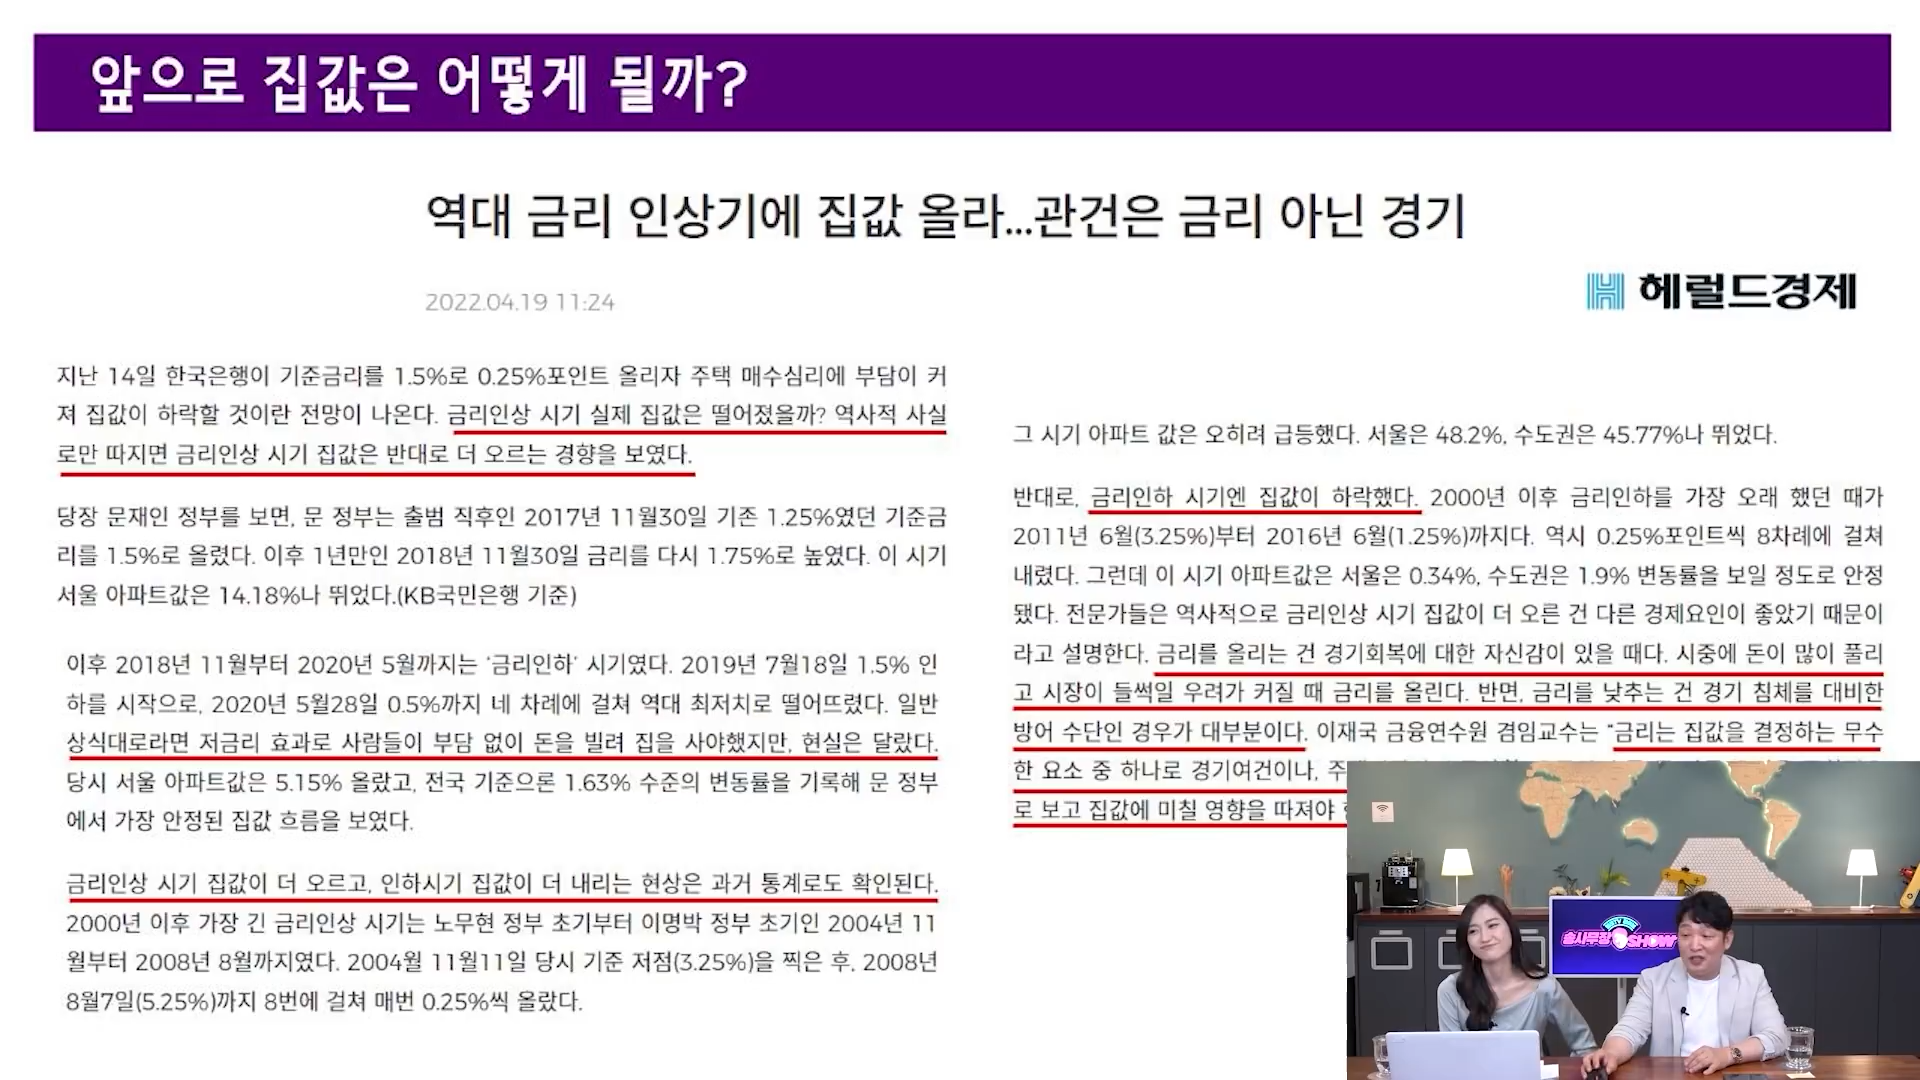 앞으로 집값은 어떻게 될까?
역대 금리 인상기에 집값 올라...관건은 금리 아닌 경기
2022.04.19 11:24
헤럴드경제
지난 14일 한국은행이 기준금리를 1.5%로 0.25%포인트 올리자 주택 매수심리에 부담이 커
져 집값이 하락할 것이란 전망이 나온다. 금리인상 시기 실제 집값은 떨어졌을까? 역사적 사실
로만 따지면 금리인상 시기 집값은 반대로 더 오르는 경향을 보였다.
당장 문재인 정부를 보면, 문 정부는 출범 직후인 2017년 11월30일 기존 1.25%였던 기준금
리를 1.5%로 올렸다. 이후 1년만인 2018년 11월30일 금리를 다시 1.75%로 높였다. 이 시기
서울 아파트값은 14.18%나 뛰었다.(KB국민은행 기준)
이후 2018년 11월부터 2020년 5월까지는 ‘금리인하’ 시기였다. 2019년 7월18일 1.5% 인
하를 시작으로, 2020년 5월28일 0.5%까지 네 차례에 걸쳐 역대 최저치로 떨어뜨렸다. 일반
상식대로라면 저금리 효과로 사람들이 부담 없이 돈을 빌려 집을 사야했지만, 현실은 달랐다.
당시 서울 아파트값은 5.15% 올랐고, 전국 기준으론 1.63% 수준의 변동률을 기록해 문 정부
에서 가장 안정된 집값 흐름을 보였다.
금리인상 시기 집값이 더 오르고, 인하시기 집값이 더 내리는 현상은 과거 통계로도 확인된다.
2000년 이후 가장 긴 금리인상 시기는 노무현 정부 초기부터 이명박 정부 초기인 2004년 11
월부터 2008년 8월까지였다. 2004월 11월11일 당시 기준 저점(3.25%)을 찍은 후, 2008년
8월7일(5.25%)까지 8번에 걸쳐 매번 0.25%씩 올랐다.
그 시기 아파트 값은 오히려 급등했다. 서울은 48.2%, 수도권은 45.77%나 뛰었다.
반대로, 금리인하 시기엔 집값이 하락했다. 2000년 이후 금리인하를 가장 오래 했던 때가
2011년 6월(3.25%)부터 2016년 6월(1.25%)까지다. 역시 0.25%포인트씩 8차례에 걸쳐
내렸다. 그런데 이 시기 아파트값은 서울은 0.34%, 수도권은 1.9% 변동률을 보일 정도로 안정
됐다. 전문가들은 역사적으로 금리인상 시기 집값이 더 오른 건 다른 경제요인이 좋았기 때문이
라고 설명한다. 금리를 올리는 건 경기회복에 대한 자신감이 있을 때다. 시중에 돈이 많이 풀리
고 시장이 들썩일 우려가 커질 때 금리를 올린다. 반면, 금리를 낮추는 건 경기 침체를 대비한
방어 수단인 경우가 대부분이다. 이재국 금융연수원 겸임교수는 “금리는 집값을 결정하는 무수
한 요소 중 하나로 경기여건이나,
로 보고 집값에 미칠 영향을 따져야
송사무장 SHOW